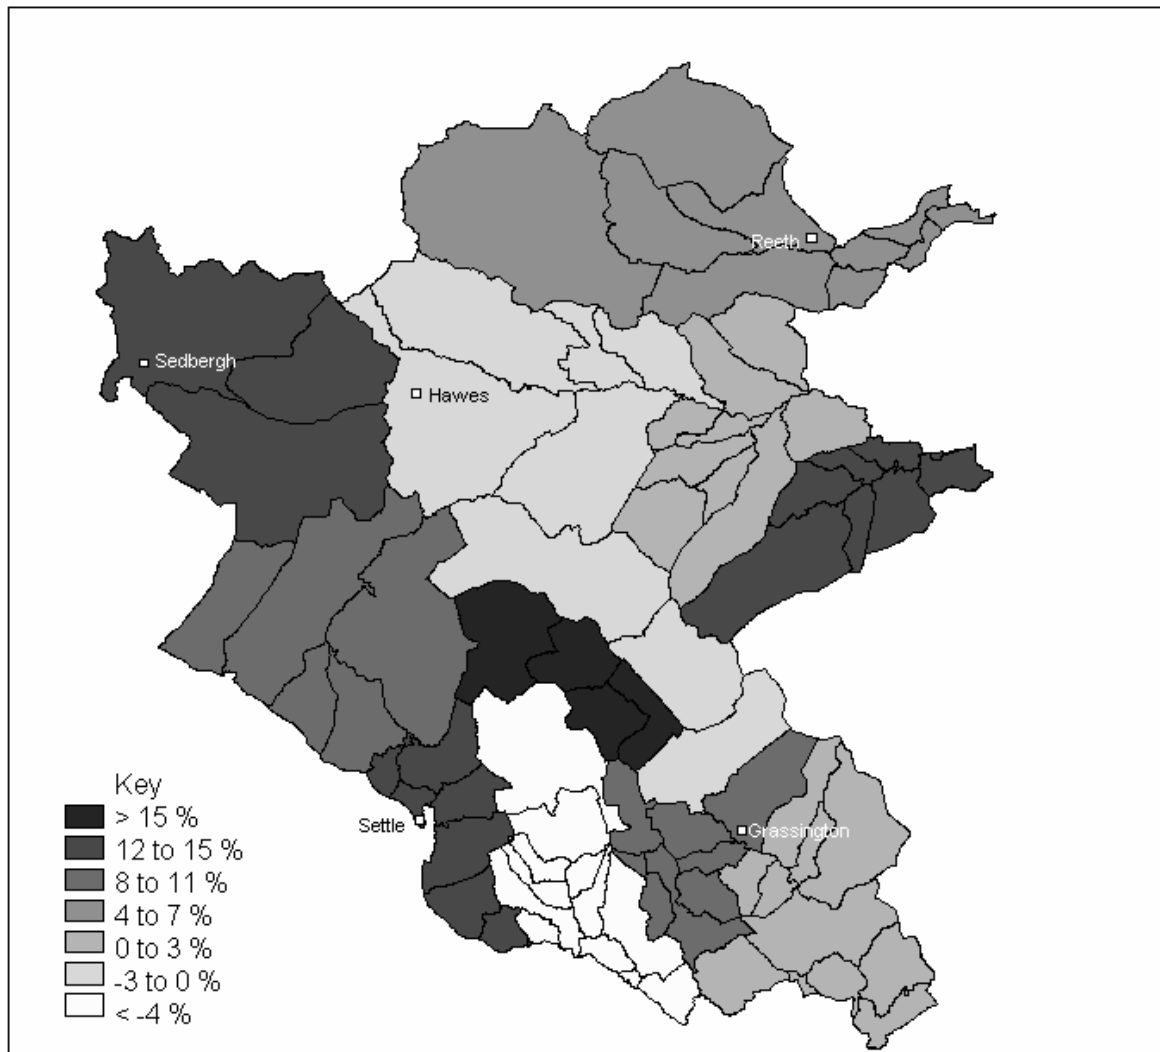 Reeth
Sedbergh
Hawes
Key
> 15 %
12 to 15 %
8 to 11 %
4 to 7 %
0 to 3 %
-3 to 0 %
< -4 %
Settle
Grassington